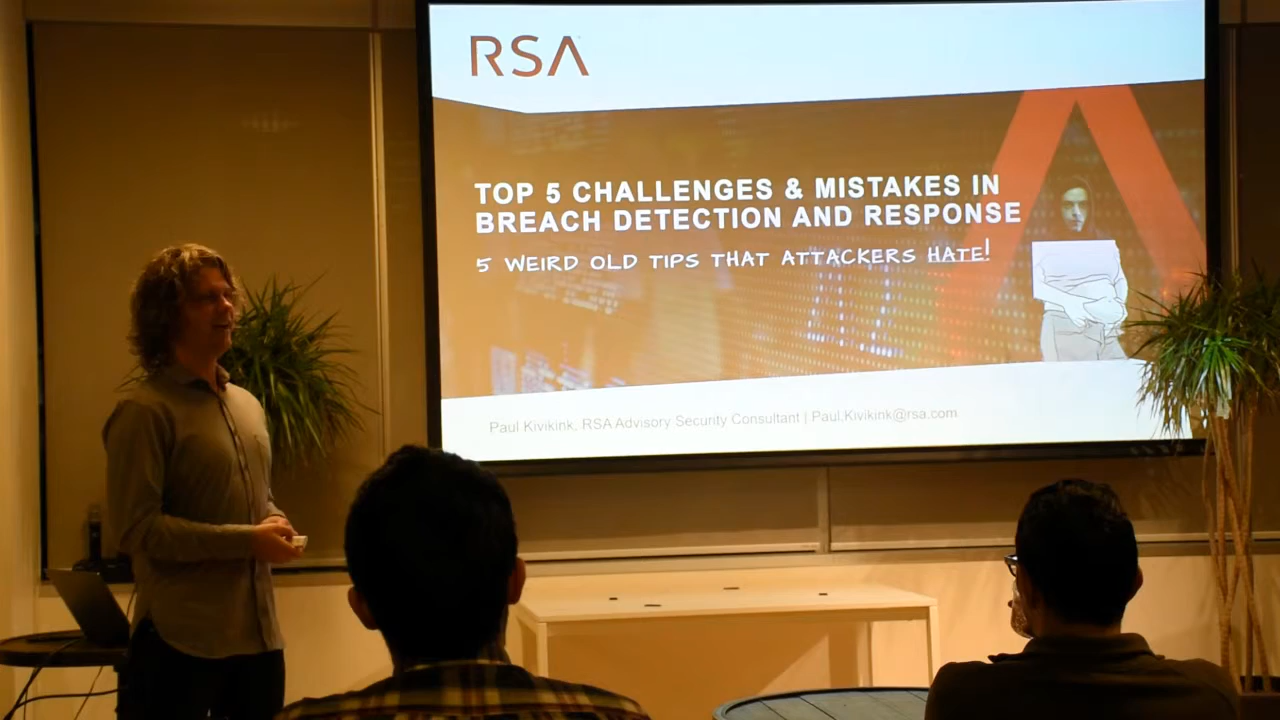 RSA
TOP 5 CHALLENGES & MISTAKES IN
BREACH DETECTION AND RESPONSE
5 WEIRD OLD TIPS THAT ATTACKERS HATE!
Paul Kivikink, RSA Advisory Security Consultant | Paul.Kivikink@rsa.com